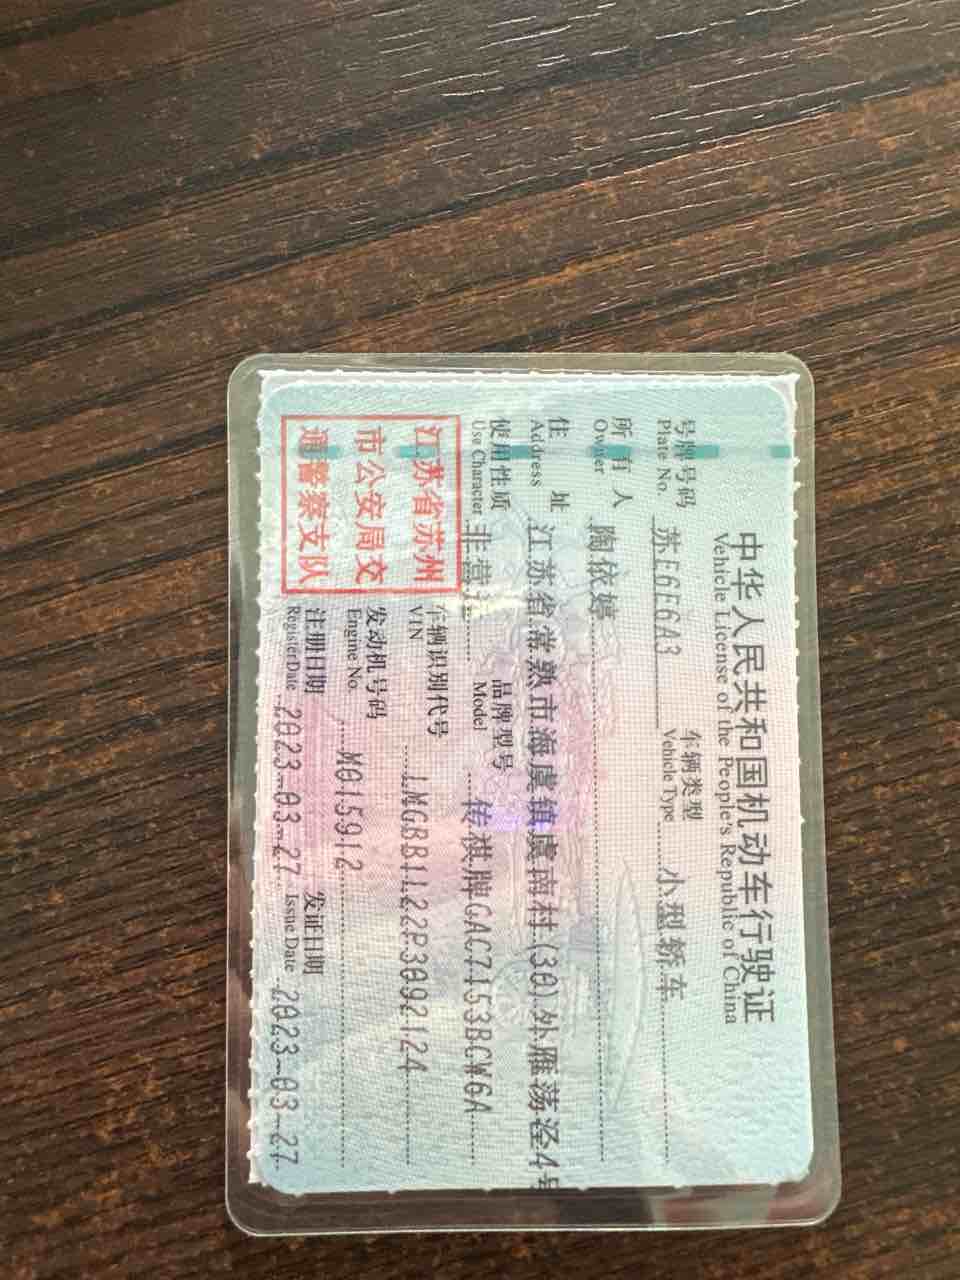 中华人民共和国机动车行驶证
Vehicle License of the People's Republic of China
号牌号码 苏E6E6A3 车辆类型 小型轿车
Plate No. Vehicle Type
所有人 陶依婷
Owner
住址 江苏省常熟市海虞镇虞南村(30)外雁荡泾4号
Address
使用性质 非营运 品牌型号 传祺牌GAC7153BCW6A
Use Character Model
江苏省苏州
市公安局交
通警察支队
车辆识别代号 LMGBB1L22P3092124
VIN
发动机号码 M015912
Engine No.
注册日期 2023-03-27 发证日期 2023-03-27
Register Date Issue Date